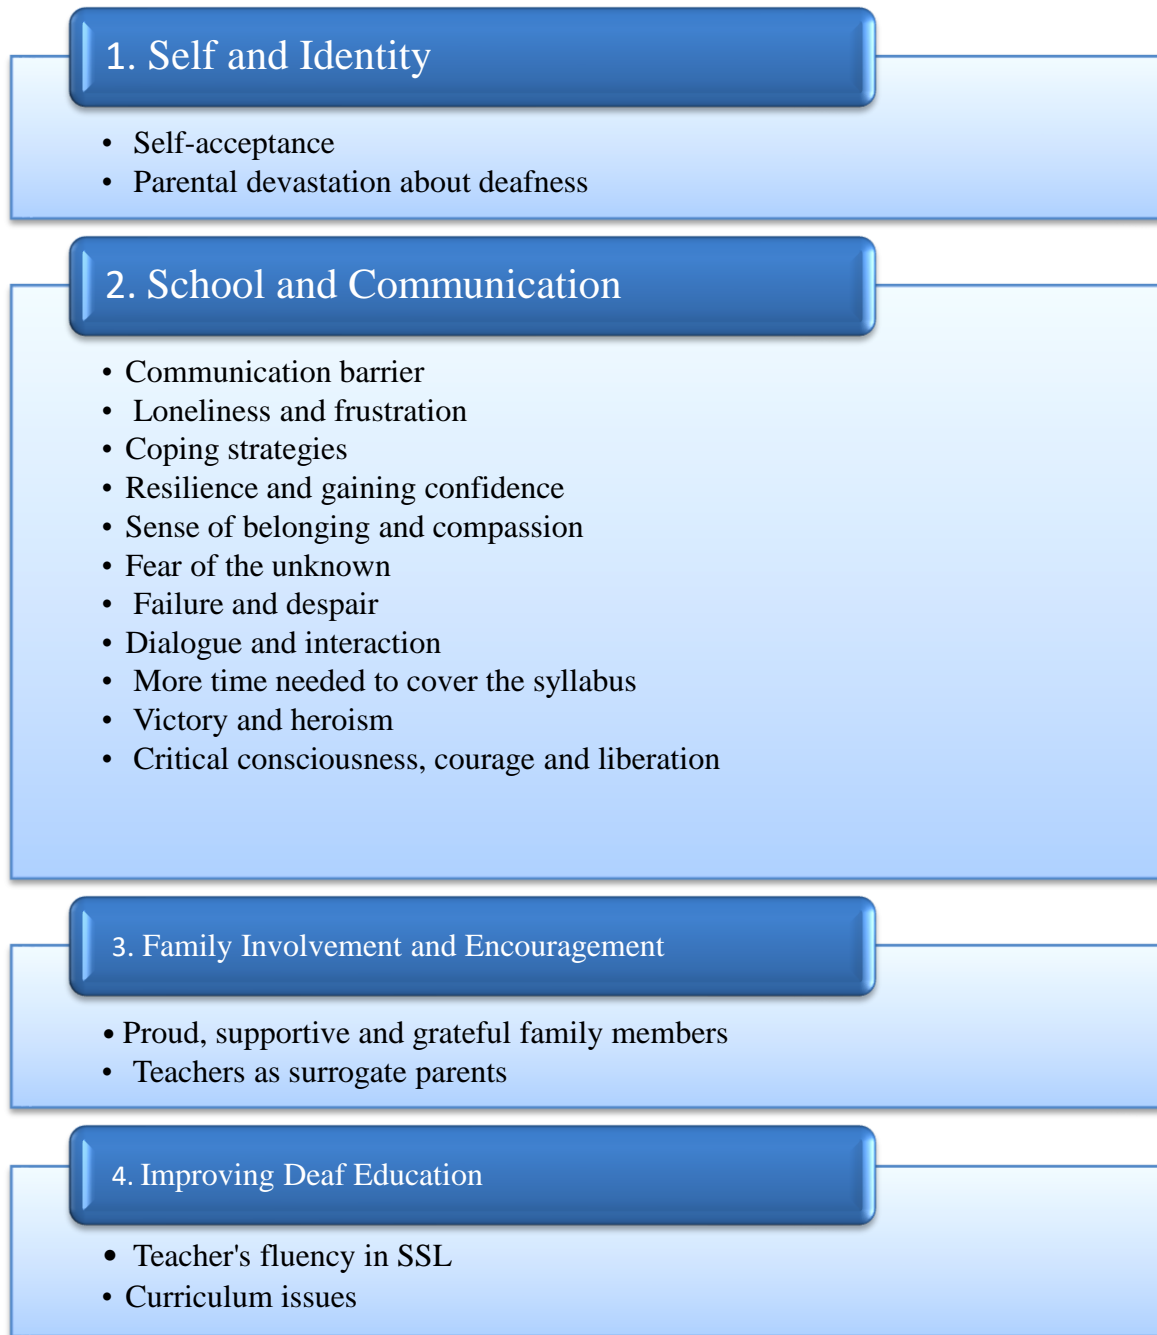 1. Self and Identity
• Self-acceptance
• Parental devastation about deafness
2. School and Communication
• Communication barrier
• Loneliness and frustration
• Coping strategies
• Resilience and gaining confidence
• Sense of belonging and compassion
• Fear of the unknown
• Failure and despair
• Dialogue and interaction
• More time needed to cover the syllabus
• Victory and heroism
• Critical consciousness, courage and liberation
3. Family Involvement and Encouragement
• Proud, supportive and grateful family members
• Teachers as surrogate parents
4. Improving Deaf Education
• Teacher's fluency in SSL
• Curriculum issues